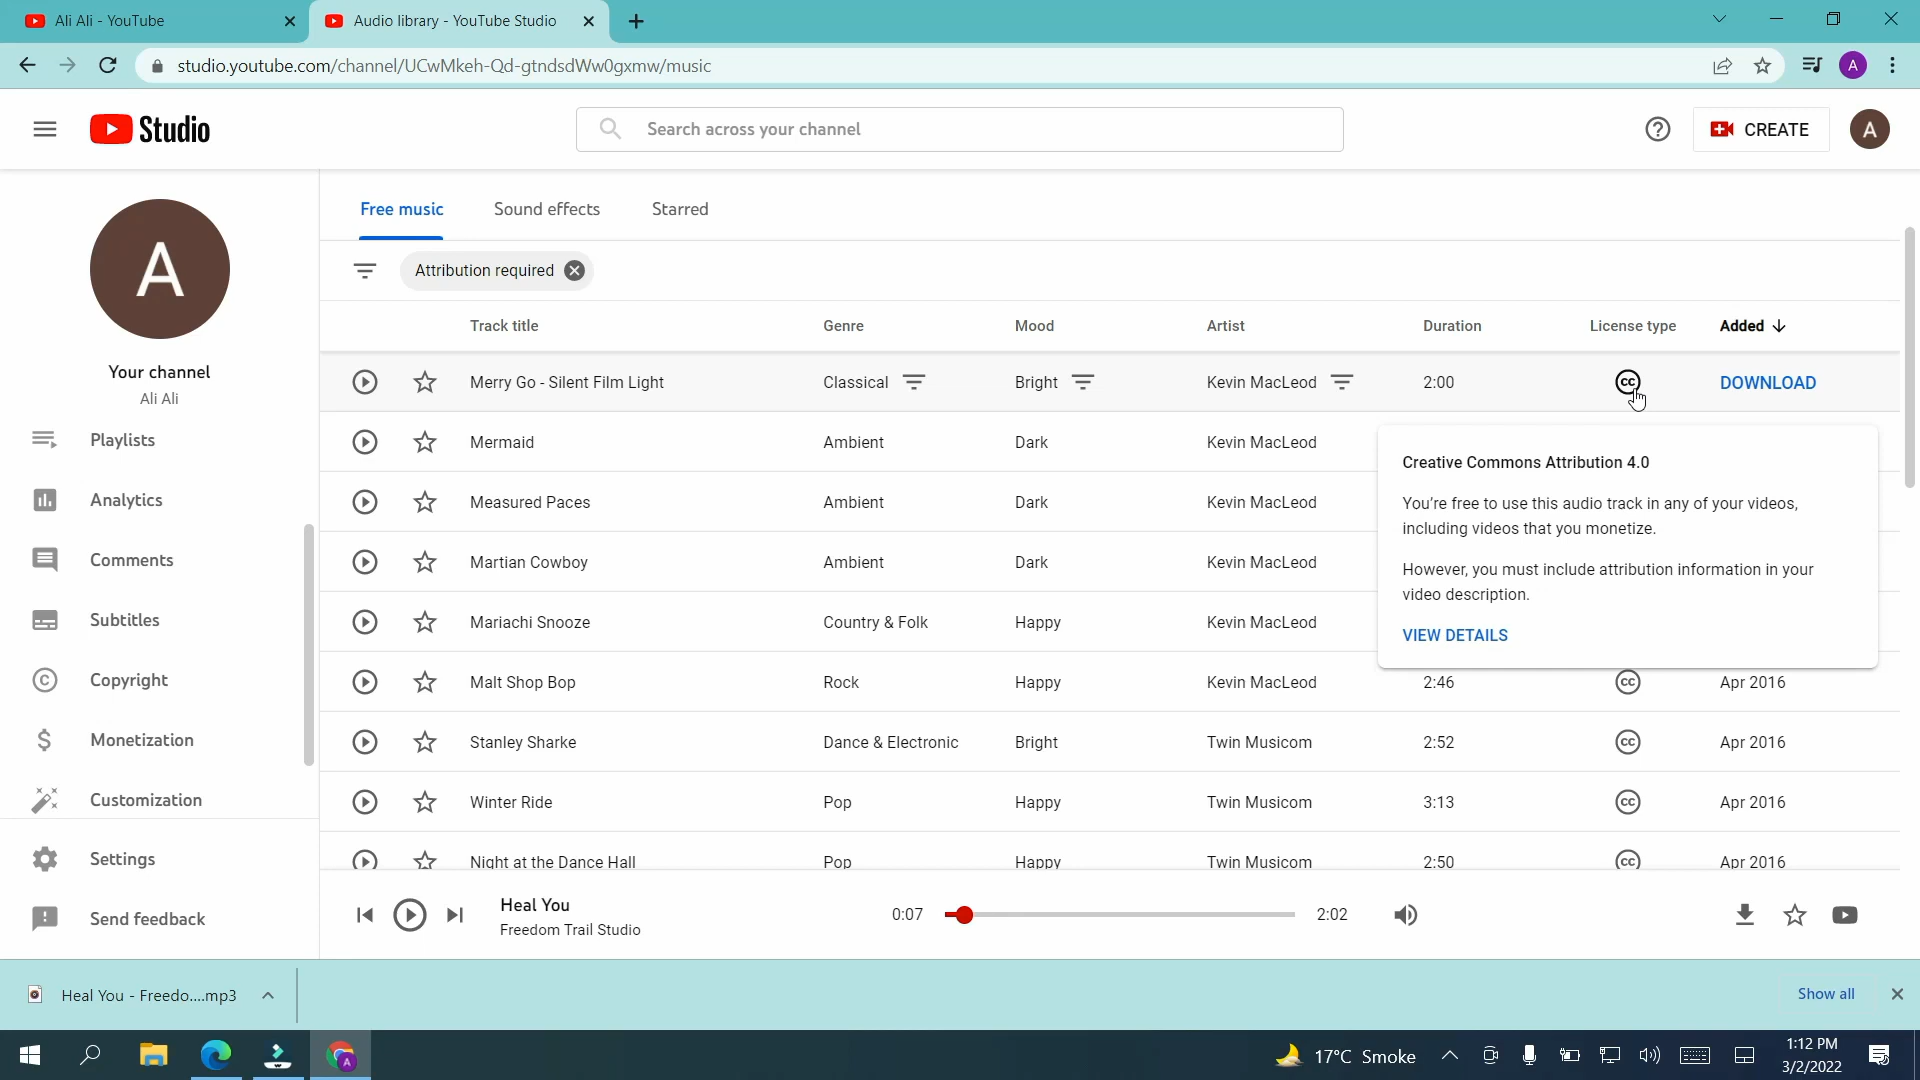 Ali Ali - YouTube
Audio library - YouTube Studio
studio.youtube.com/channel/UCwMkeh-Qd-gtndsdWw0gxmw/music
A
Studio
Search across your channel
CREATE
A
A
Your channel
Ali Ali
Playlists
Analytics
Comments
Subtitles
Copyright
Monetization
Customization
Settings
Send feedback
Free music Sound effects Starred
Attribution required
Track title Genre Mood Artist Duration License type Added
Merry Go - Silent Film Light Classical Bright Kevin MacLeod 2:00 cc DOWNLOAD
Mermaid Ambient Dark Kevin MacLeod
Measured Paces Ambient Dark Kevin MacLeod
Martian Cowboy Ambient Dark Kevin MacLeod
Mariachi Snooze Country & Folk Happy Kevin MacLeod
Creative Commons Attribution 4.0
You're free to use this audio track in any of your videos,
including videos that you monetize.
However, you must include attribution information in your
video description.
VIEW DETAILS
Malt Shop Bop Rock Happy Kevin MacLeod 2:46 cc Apr 2016
Stanley Sharke Dance & Electronic Bright Twin Musicom 2:52 cc Apr 2016
Winter Ride Pop Happy Twin Musicom 3:13 cc Apr 2016
Night at the Dance Hall Pop Happy Twin Musicom 2:50 cc Apr 2016
Heal You
Freedom Trail Studio
0:07 2:02
Heal You - Freedo....mp3
Show all
17°C Smoke
1:12 PM
3/2/2022